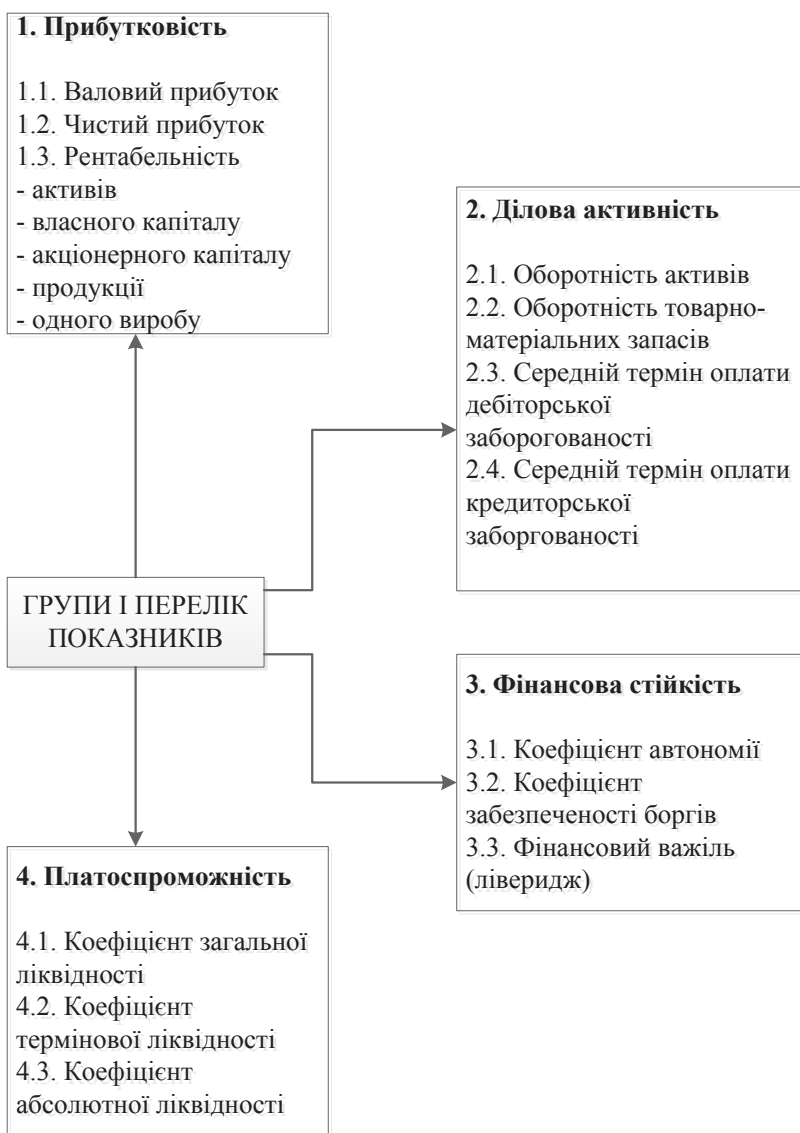 1. Прибутковість
1.1. Валовий прибуток
1.2. Чистий прибуток
1.3. Рентабельність
- активів
- власного капіталу
- акціонерного капіталу
- продукції
- одного виробу
2. Ділова активність
2.1. Оборотність активів
2.2. Оборотність товарно-
матеріальних запасів
2.3. Середній термін оплати
дебіторської
заборогованості
2.4. Середній термін оплати
кредиторської
заборгованості
ГРУПИ І ПЕРЕЛІК
ПОКАЗНИКІВ
3. Фінансова стійкість
3.1. Коефіцієнт автономії
3.2. Коефіцієнт
забезпеченості боргів
3.3. Фінансовий важіль
(ліверидж)
4. Платоспроможність
4.1. Коефіцієнт загальної
ліквідності
4.2. Коефіцієнт
термінової ліквідності
4.3. Коефіцієнт
абсолютної ліквідності